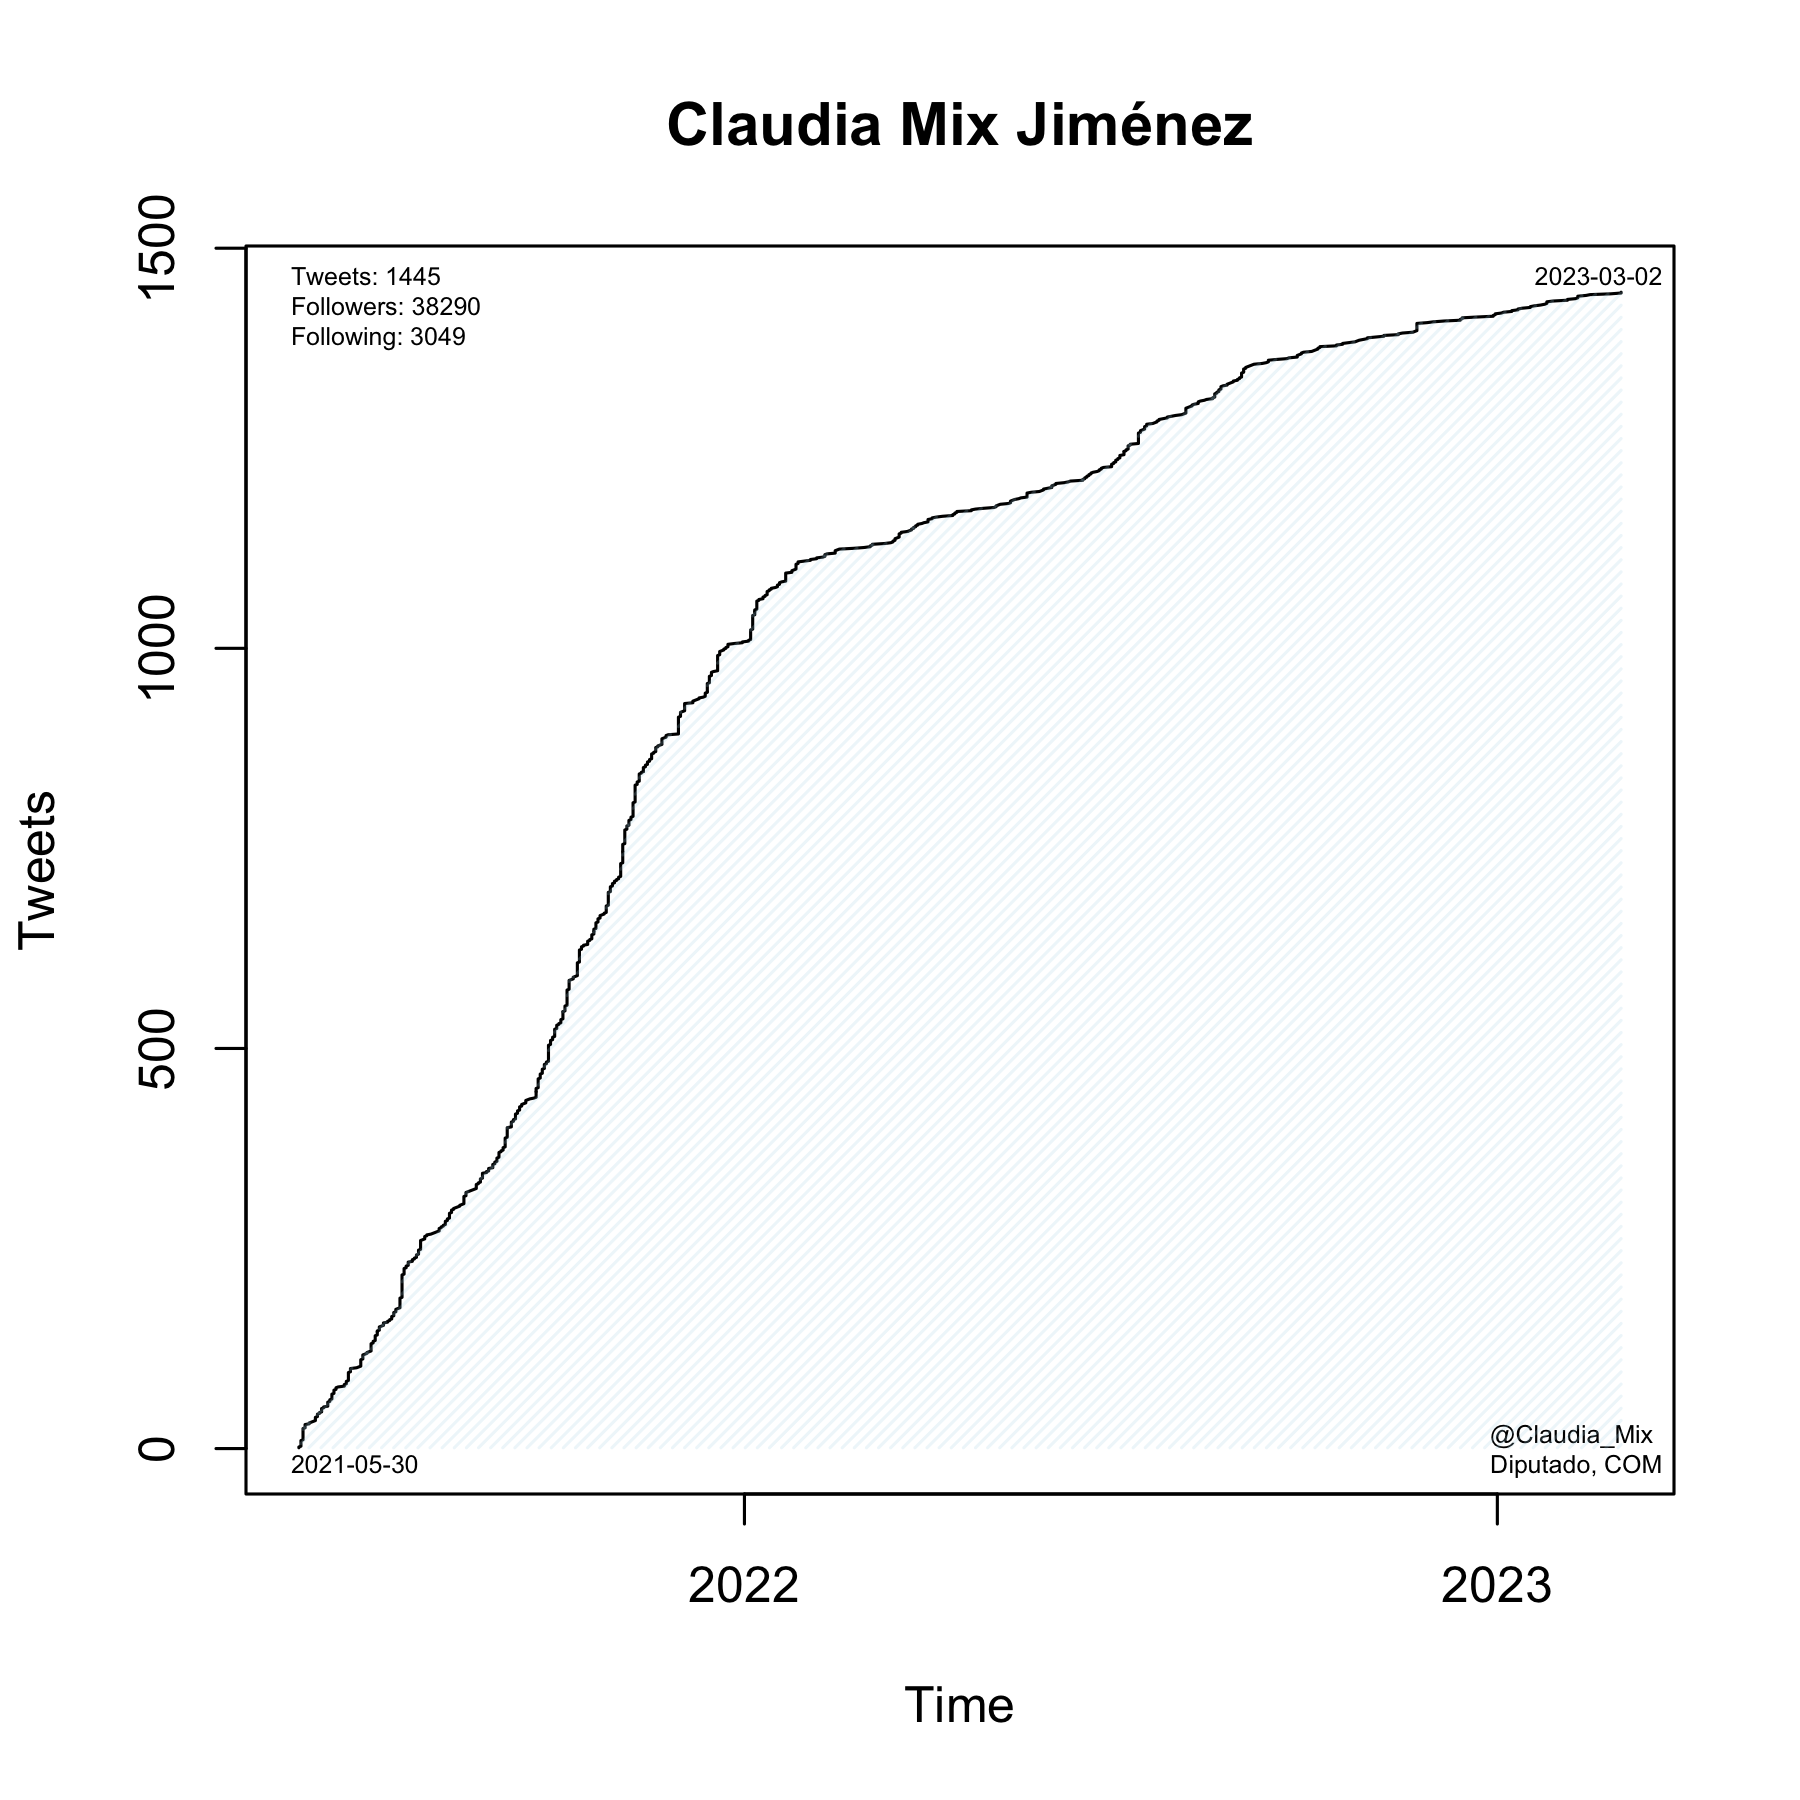 Claudia Mix Jiménez
Tweets: 1445
Followers: 38290
Following: 3049
2023-03-02
1500
1000
500
0
Tweets
2021-05-30
@Claudia_Mix
Diputado, COM
2022
2023
Time